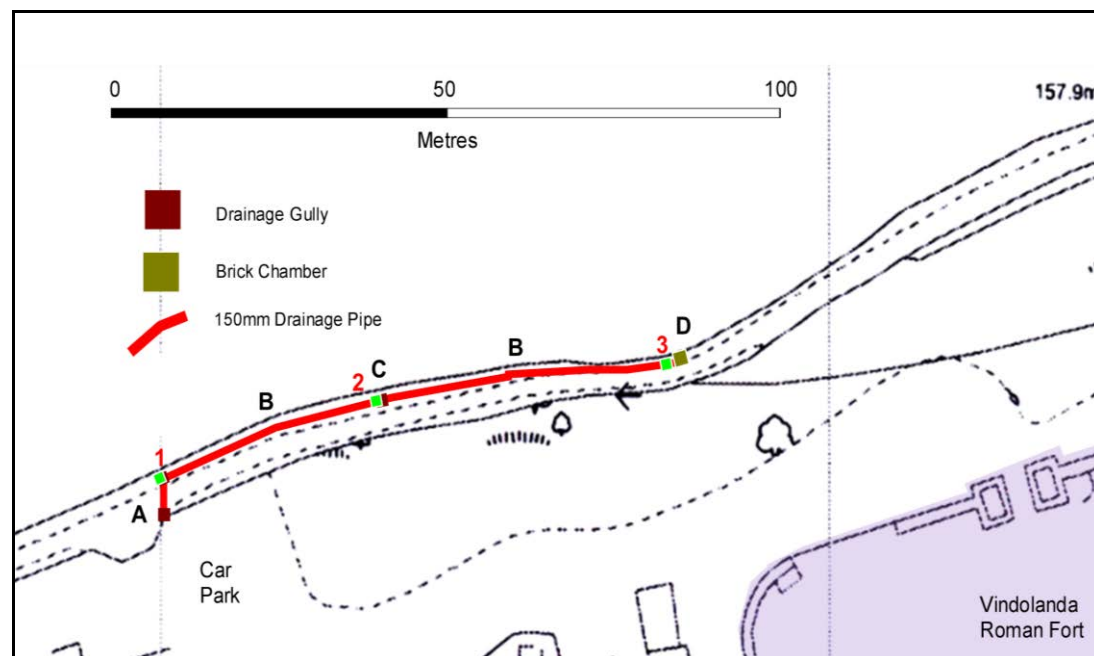 0 50 100
157.9m
Metres
Drainage Gully
Brick Chamber
150mm Drainage Pipe
3 D
B
2 C
B
1
A
Car
Park
Vindolanda
Roman Fort